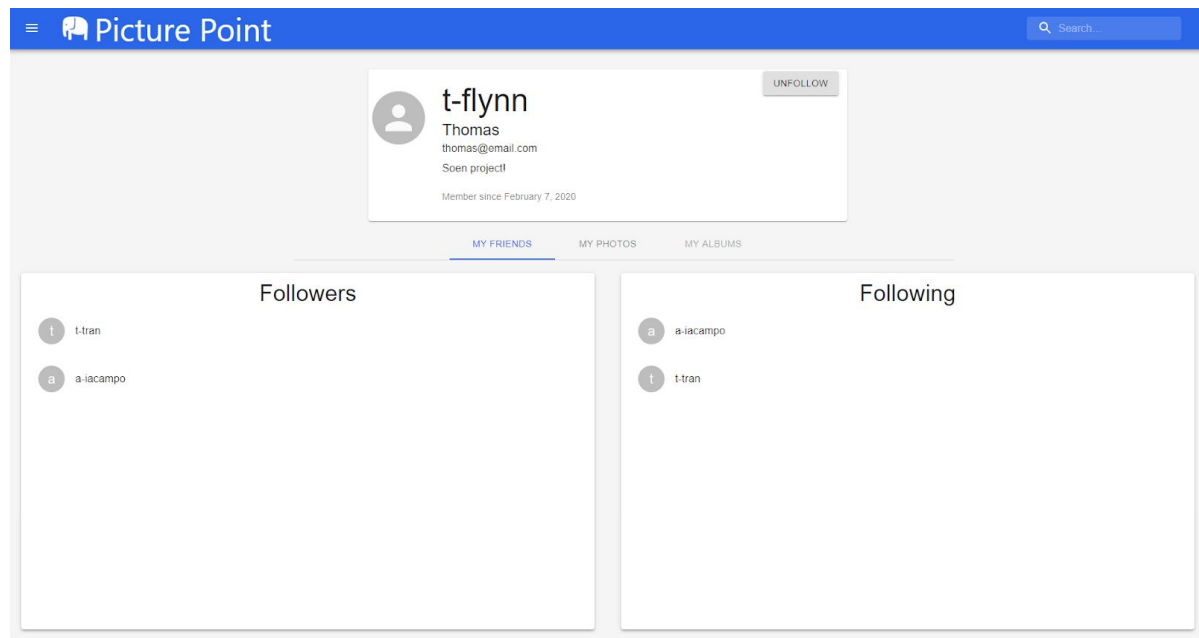 Picture Point
Search...
UNFOLLOW
t-flynn
Thomas
thomas@email.com
Soen project!
Member since February 7, 2020
MY FRIENDS MY PHOTOS MY ALBUMS
Followers
t t-tran
a a-iacampo
Following
a a-iacampo
t t-tran